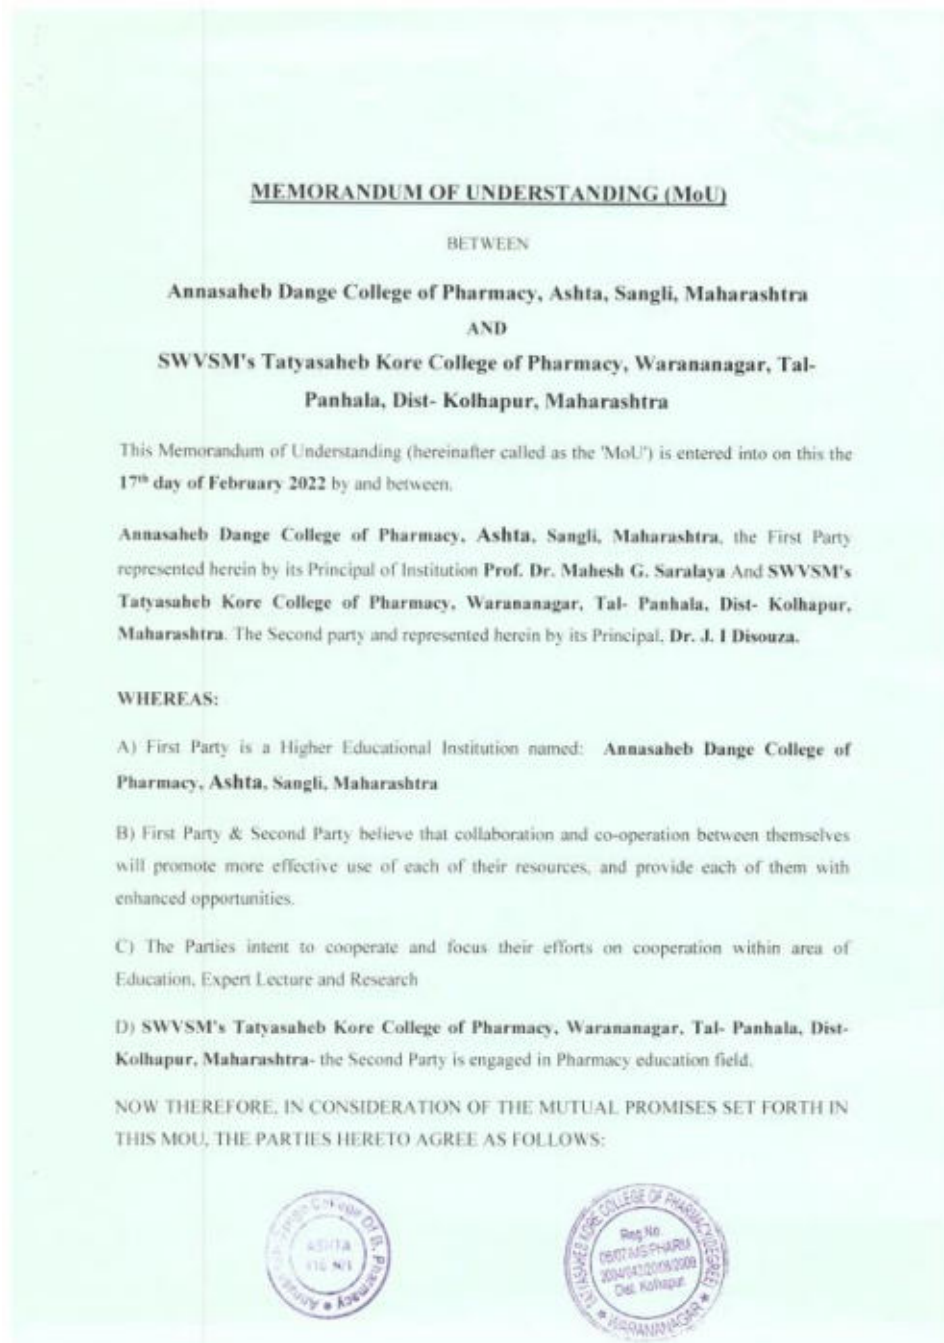 MEMORANDUM OF UNDERSTANDING (MoU)
BETWEEN
Annasaheb Dange College of Pharmacy, Ashta, Sangli, Maharashtra
AND
SWVSM's Tatyasaheb Kore College of Pharmacy, Warananagar, Tal-
Panhala, Dist- Kolhapur, Maharashtra
This Memorandum of Understanding (hereinafter called as the 'MoU') is entered into on this the
17th day of February 2022 by and between.
Annasaheb Dange College of Pharmacy, Ashta, Sangli, Maharashtra, the First Party
represented herein by its Principal of Institution Prof. Dr. Mahesh G. Saralaya And SWVSM's
Tatyasaheb Kore College of Pharmacy, Warananagar, Tal- Panhala, Dist- Kolhapur,
Maharashtra. The Second party and represented herein by its Principal, Dr. J. I Disouza.
WHEREAS:
A) First Party is a Higher Educational Institution named: Annasaheb Dange College of
Pharmacy, Ashta, Sangli, Maharashtra
B) First Party & Second Party believe that collaboration and co-operation between themselves
will promote more effective use of each of their resources, and provide each of them with
enhanced opportunities.
C) The Parties intent to cooperate and focus their efforts on cooperation within area of
Education, Expert Lecture and Research
D) SWVSM's Tatyasaheb Kore College of Pharmacy, Warananagar, Tal- Panhala, Dist-
Kolhapur, Maharashtra- the Second Party is engaged in Pharmacy education field.
NOW THEREFORE, IN CONSIDERATION OF THE MUTUAL PROMISES SET FORTH IN
THIS MOU, THE PARTIES HERETO AGREE AS FOLLOWS:
College Of B. Pharmacy
ASHTA
TATYASAHEB KORE COLLEGE OF PHARMACY(DEGREE)
Reg.No.
Dist. Kolhapur
WARANANAGAR